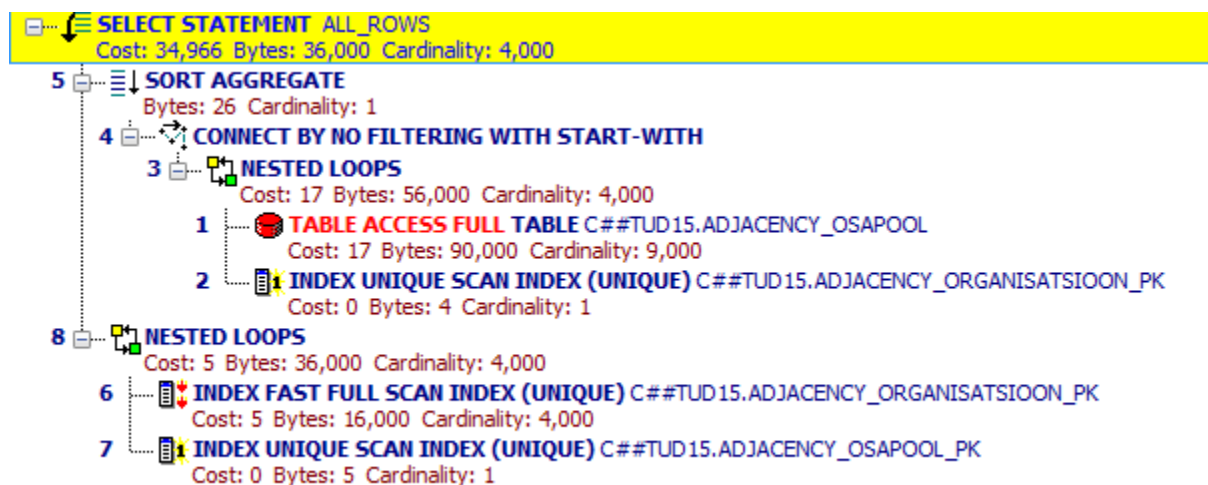 SELECT STATEMENT ALL_ROWS
Cost: 34,966 Bytes: 36,000 Cardinality: 4,000
5 SORT AGGREGATE
Bytes: 26 Cardinality: 1
4 CONNECT BY NO FILTERING WITH START-WITH
3 NESTED LOOPS
Cost: 17 Bytes: 56,000 Cardinality: 4,000
1 TABLE ACCESS FULL TABLE C##TUD15.ADJACENCY_OSAPOOL
Cost: 17 Bytes: 90,000 Cardinality: 9,000
2 INDEX UNIQUE SCAN INDEX (UNIQUE) C##TUD15.ADJACENCY_ORGANISATSIOON_PK
Cost: 0 Bytes: 4 Cardinality: 1
8 NESTED LOOPS
Cost: 5 Bytes: 36,000 Cardinality: 4,000
6 INDEX FAST FULL SCAN INDEX (UNIQUE) C##TUD15.ADJACENCY_ORGANISATSIOON_PK
Cost: 5 Bytes: 16,000 Cardinality: 4,000
7 INDEX UNIQUE SCAN INDEX (UNIQUE) C##TUD15.ADJACENCY_OSAPOOL_PK
Cost: 0 Bytes: 5 Cardinality: 1